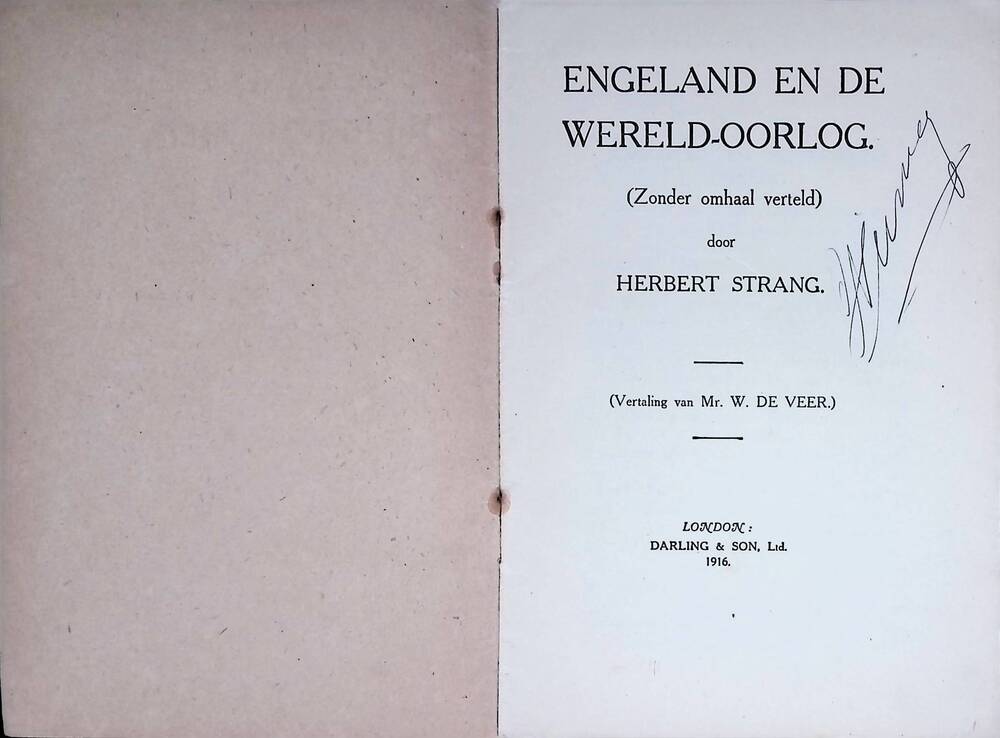 ENGELAND EN DE
WERELD-OORLOG.
(Zonder omhaal verteld)
door
HERBERT STRANG.
(Vertaling van Mr. W. DE VEER.)
LONDON:
DARLING & SON, Ltd.
1916.